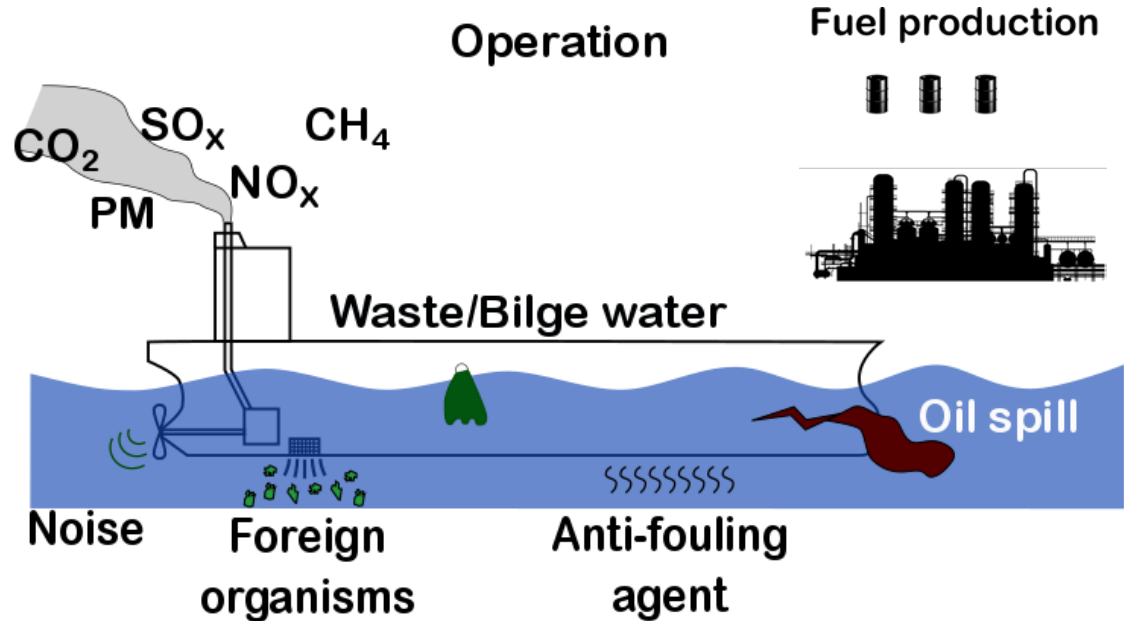 Operation
Fuel production
SOₓ
CH₄
CO₂
NOₓ
PM
Waste/Bilge water
Oil spill
Noise
Foreign
organisms
Anti-fouling
agent